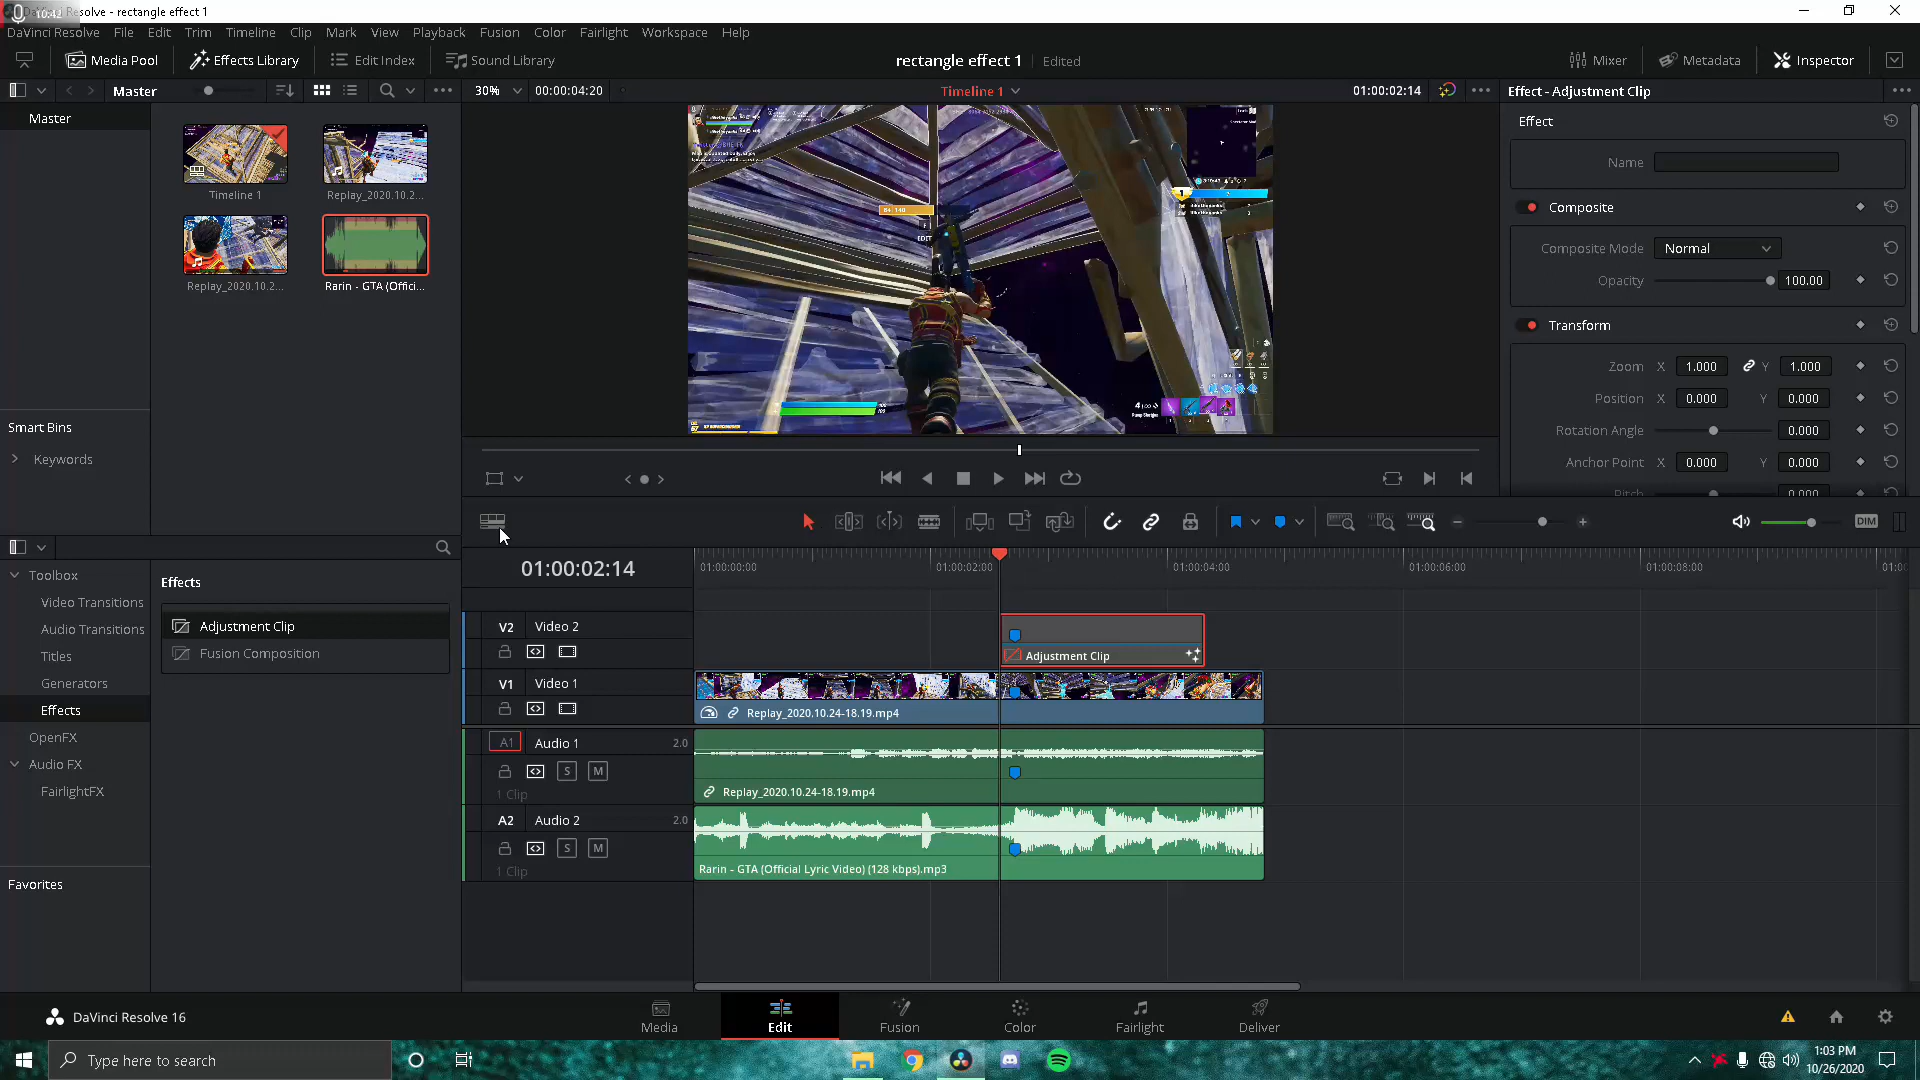 10:42
Resolve - rectangle effect 1
DaVinci Resolve File Edit Trim Timeline Clip Mark View Playback Fusion Color Fairlight Workspace Help
Media Pool Effects Library Edit Index Sound Library rectangle effect 1 Edited Mixer Metadata Inspector
Master 30% 00:00:04:20 Timeline 1 01:00:02:14 Effect - Adjustment Clip
Master
Timeline 1 Replay_2020.10.2...
Replay_2020.10.2... Rarin - GTA (Offici...
Effect
Name
Composite
Composite Mode Normal
Opacity 100.00
Transform
Zoom X 1.000 Y 1.000
Position X 0.000 Y 0.000
Rotation Angle 0.000
Anchor Point X 0.000 Y 0.000
Pitch 0.000
EDIT
Smart Bins
Keywords
DIM
Toolbox
Video Transitions
Audio Transitions
Titles
Generators
Effects
OpenFX
Audio FX
FairlightFX
Favorites
Effects
Adjustment Clip
Fusion Composition
01:00:02:14 01:00:00:00 01:00:02:00 01:00:04:00 01:00:06:00 01:00:08:00
V2 Video 2
Adjustment Clip
V1 Video 1
Replay_2020.10.24-18.19.mp4
A1 Audio 1 2.0
S M
1 Clip
Replay_2020.10.24-18.19.mp4
A2 Audio 2 2.0
S M
1 Clip
Rarin - GTA (Official Lyric Video) (128 kbps).mp3
DaVinci Resolve 16
Media Edit Fusion Color Fairlight Deliver
Type here to search
1:03 PM
10/26/2020